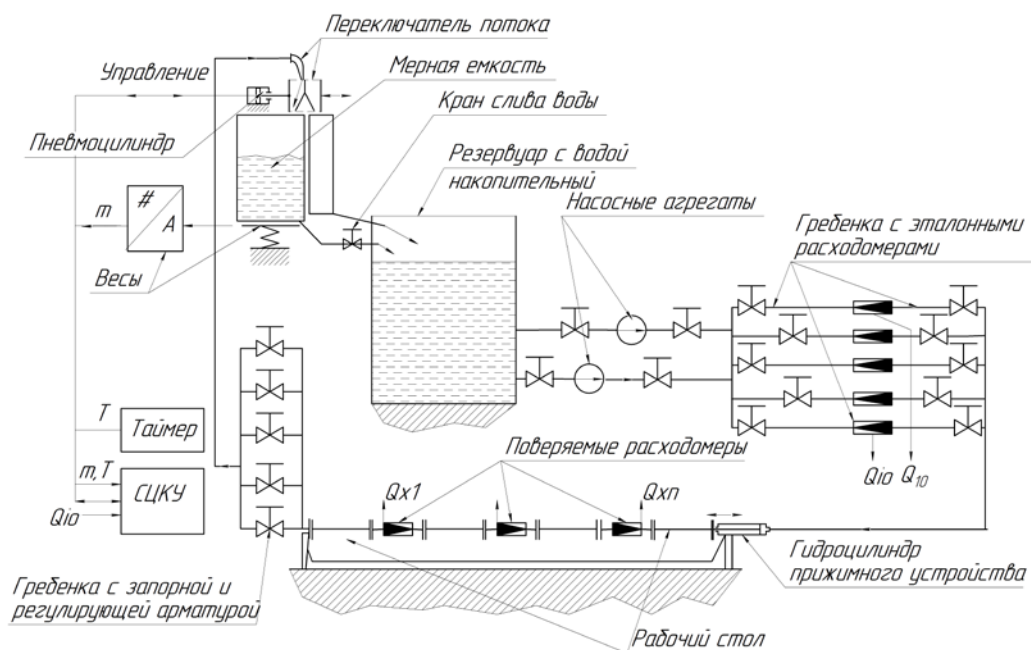 Переключатель потока
Управление
Мерная емкость
Кран слива воды
Пневмоцилиндр
Резервуар с водой
накопительный
Насосные агрегаты
Гребенка с эталонными
расходомерами
#
m
A
Весы
T
Таймер
m, T
СЦКУ
Qio
Поверяемые расходомеры
Qx1
Qxn
Qio
Q10
Гидроцилиндр
прижимного устройства
Гребенка с запорной и
регулирующей арматурой
Рабочий стол